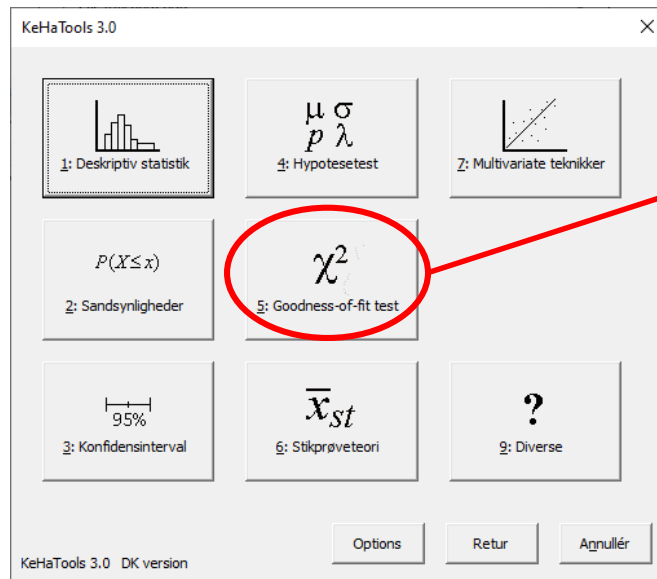 KeHaTools 3.0
1: Deskriptiv statistik
μ σ
p λ
4: Hypotesetest
7: Multivariate teknikker
P(X≤x)
2: Sandsynligheder
χ²
5: Goodness-of-fit test
95%
3: Konfidensinterval
x̅st
6: Stikprøveteori
?
9: Diverse
Options
Retur
Annullér
KeHaTools 3.0 DK version